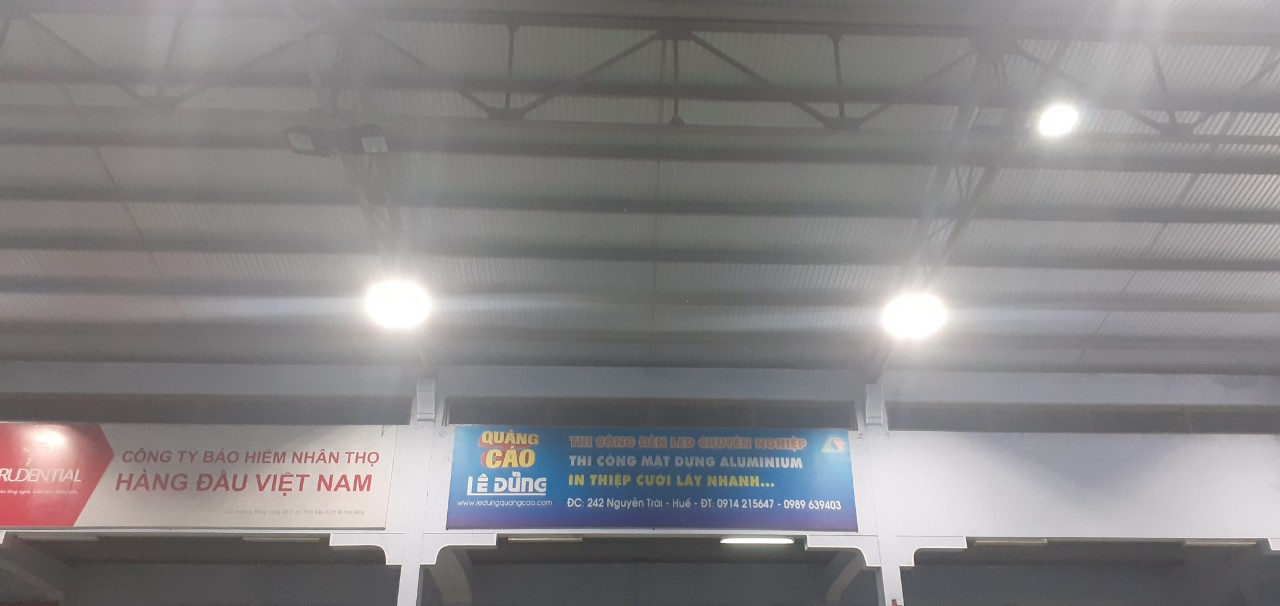 PRUDENTIAL
CÔNG TY BẢO HIỂM NHÂN THỌ
HÀNG ĐẦU VIỆT NAM
QUẢNG
CÁO
LÊ DŨNG
www.ledungquangcao.com
THI CÔNG ĐÈN LED CHUYÊN NGHIỆP
THI CÔNG MẶT DỰNG ALUMINIUM
IN THIỆP CƯỚI LẤY NHANH...
ĐC: 242 Nguyễn Trãi - Huế - ĐT: 0914 215647 - 0989 639403